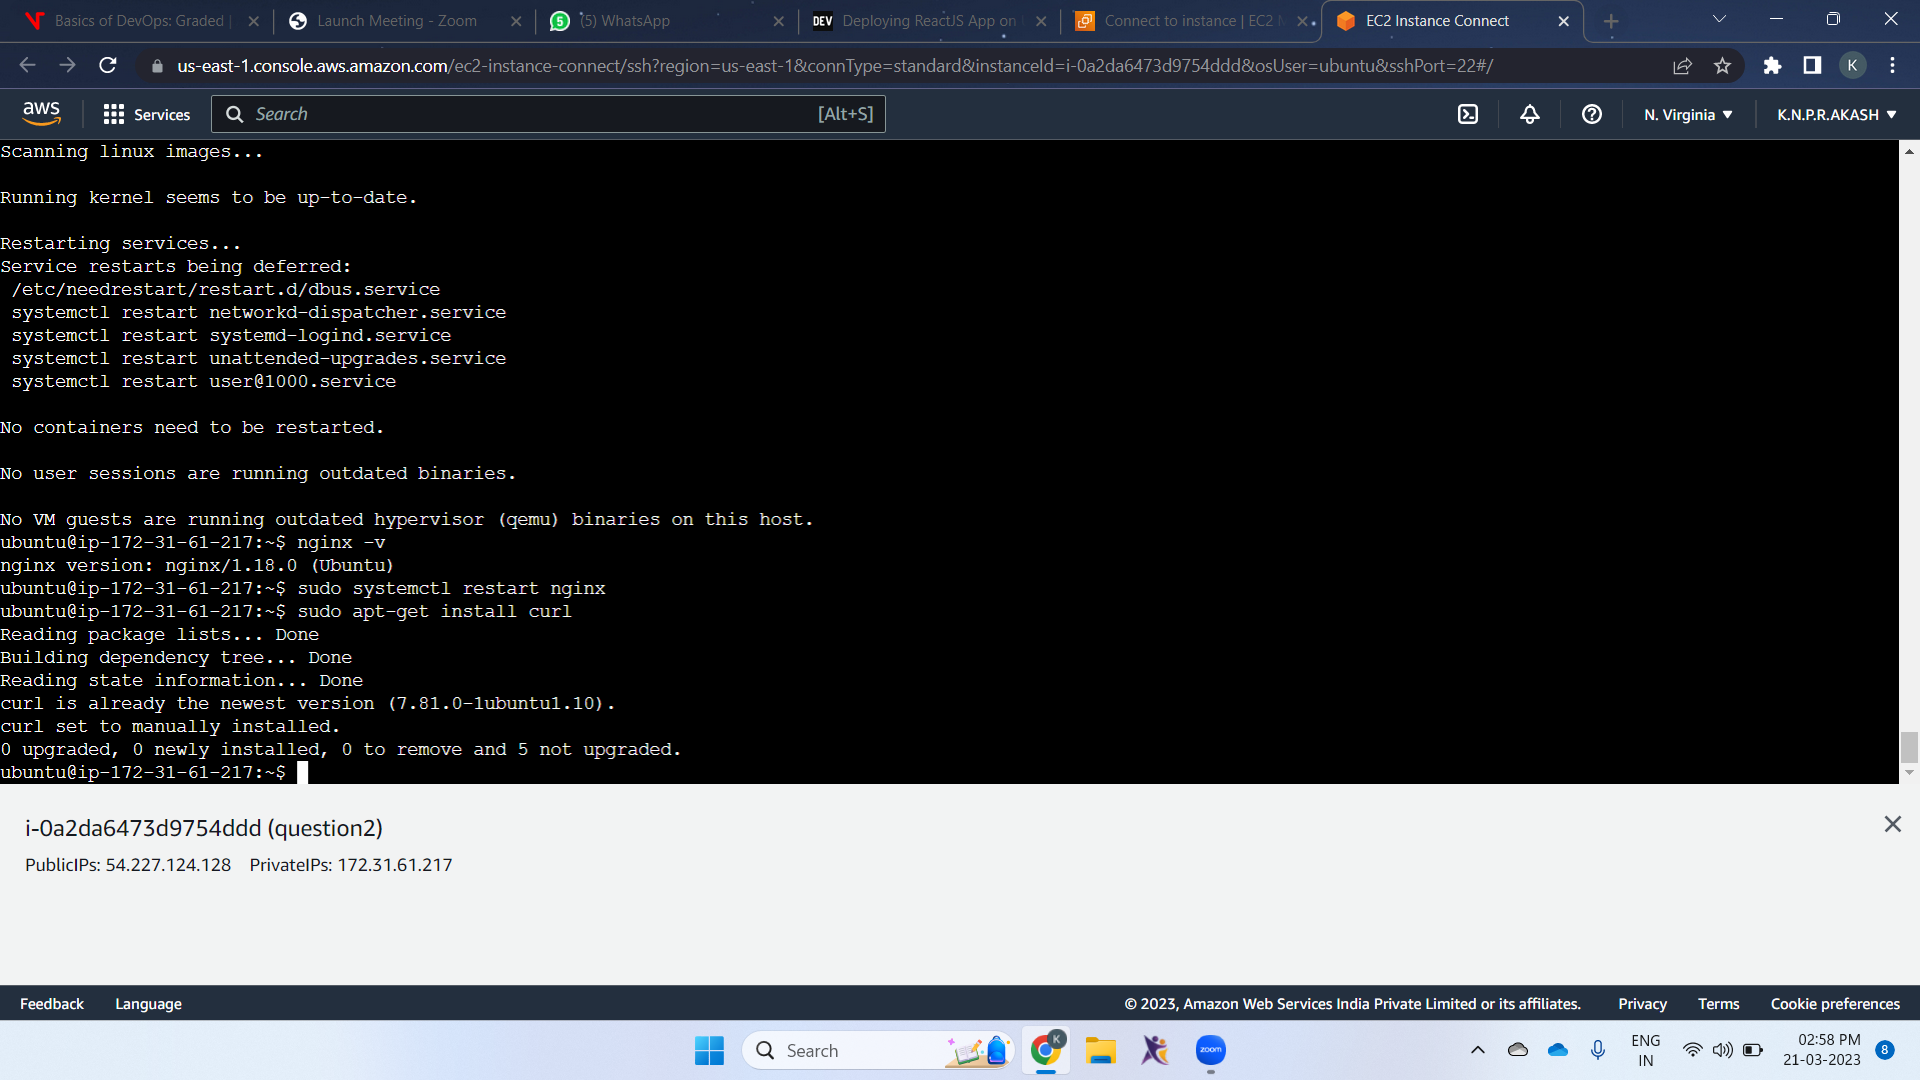 Basics of DevOps: Graded
Launch Meeting - Zoom
(5) WhatsApp
DEV Deploying ReactJS App on
Connect to instance | EC2 M
EC2 Instance Connect
us-east-1.console.aws.amazon.com/ec2-instance-connect/ssh?region=us-east-1&connType=standard&instanceId=i-0a2da6473d9754ddd&osUser=ubuntu&sshPort=22#/
K
aws
Services
Search
[Alt+S]
N. Virginia
K.N.P.R.AKASH
Scanning linux images...
Running kernel seems to be up-to-date.
Restarting services...
Service restarts being deferred:
/etc/needrestart/restart.d/dbus.service
systemctl restart networkd-dispatcher.service
systemctl restart systemd-logind.service
systemctl restart unattended-upgrades.service
systemctl restart user@1000.service
No containers need to be restarted.
No user sessions are running outdated binaries.
No VM guests are running outdated hypervisor (qemu) binaries on this host.
ubuntu@ip-172-31-61-217:~$ nginx -v
nginx version: nginx/1.18.0 (Ubuntu)
ubuntu@ip-172-31-61-217:~$ sudo systemctl restart nginx
ubuntu@ip-172-31-61-217:~$ sudo apt-get install curl
Reading package lists... Done
Building dependency tree... Done
Reading state information... Done
curl is already the newest version (7.81.0-1ubuntu1.10).
curl set to manually installed.
0 upgraded, 0 newly installed, 0 to remove and 5 not upgraded.
ubuntu@ip-172-31-61-217:~$
i-0a2da6473d9754ddd (question2)
PublicIPs: 54.227.124.128 PrivateIPs: 172.31.61.217
Feedback
Language
© 2023, Amazon Web Services India Private Limited or its affiliates.
Privacy
Terms
Cookie preferences
Search
K
zoom
ENG
IN
02:58 PM
21-03-2023
8